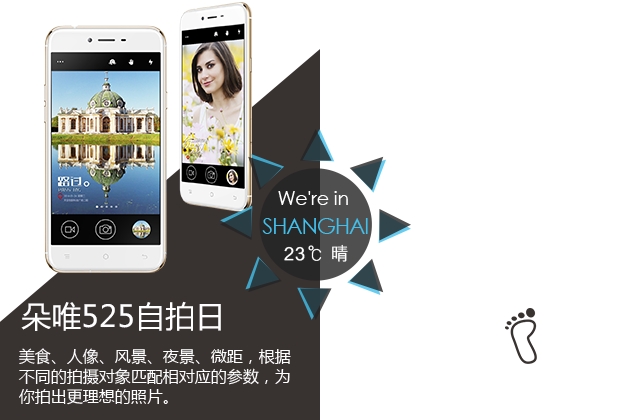 路过。
We're in
SHANGHAI
23℃ 晴
朵唯525自拍日
美食、人像、风景、夜景、微距，根据
不同的拍摄对象匹配相对应的参数，为
你拍出更理想的照片。